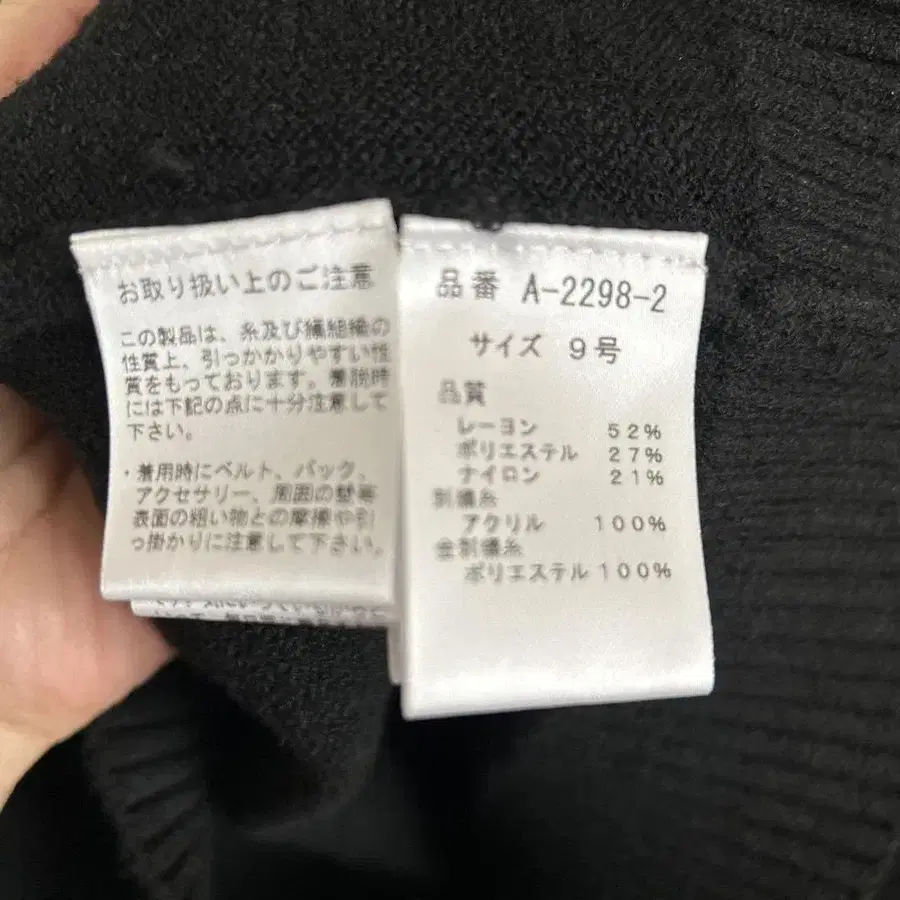 お取り扱い上のご注意
この製品は、糸及び編組織の
性質上、引っかかりやすい性
質をもっております。着脱時
には下記の点に十分注意して
下さい。
・着用時にベルト、バック、
アクセサリー、周囲の壁等
表面の粗い物との摩擦や引
っ掛かりに注意して下さい。
品番 A-2298-2
サイズ 9号
品質
レーヨン 52%
ポリエステル 27%
ナイロン 21%
刺繍糸
アクリル 100%
金刺繍糸
ポリエステル100%